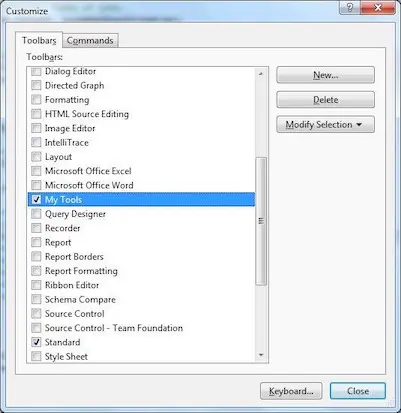 Customize
Toolbars
Commands
Toolbars:
Dialog Editor
Directed Graph
Formatting
HTML Source Editing
Image Editor
IntelliTrace
Layout
Microsoft Office Excel
Microsoft Office Word
My Tools
Query Designer
Recorder
Report
Report Borders
Report Formatting
Ribbon Editor
Schema Compare
Source Control
Source Control - Team Foundation
Standard
Style Sheet
New...
Delete
Modify Selection
Keyboard...
Close